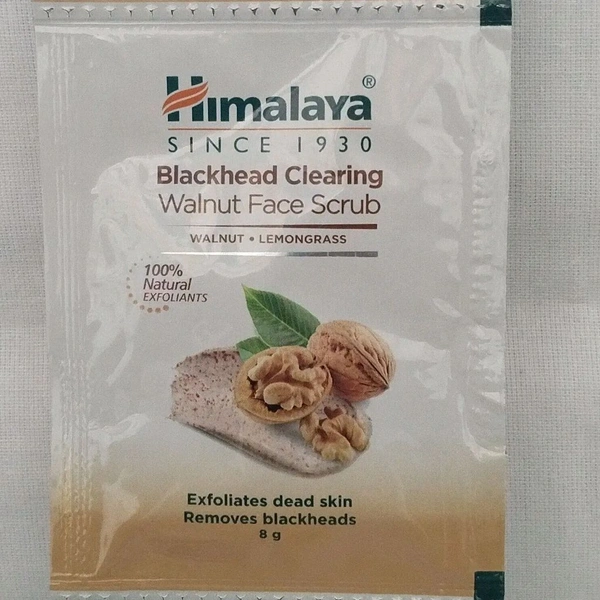 Himalaya®
SINCE 1930
Blackhead Clearing
Walnut Face Scrub
WALNUT • LEMONGRASS
100%
Natural
EXFOLIANTS
Exfoliates dead skin
Removes blackheads
8 g